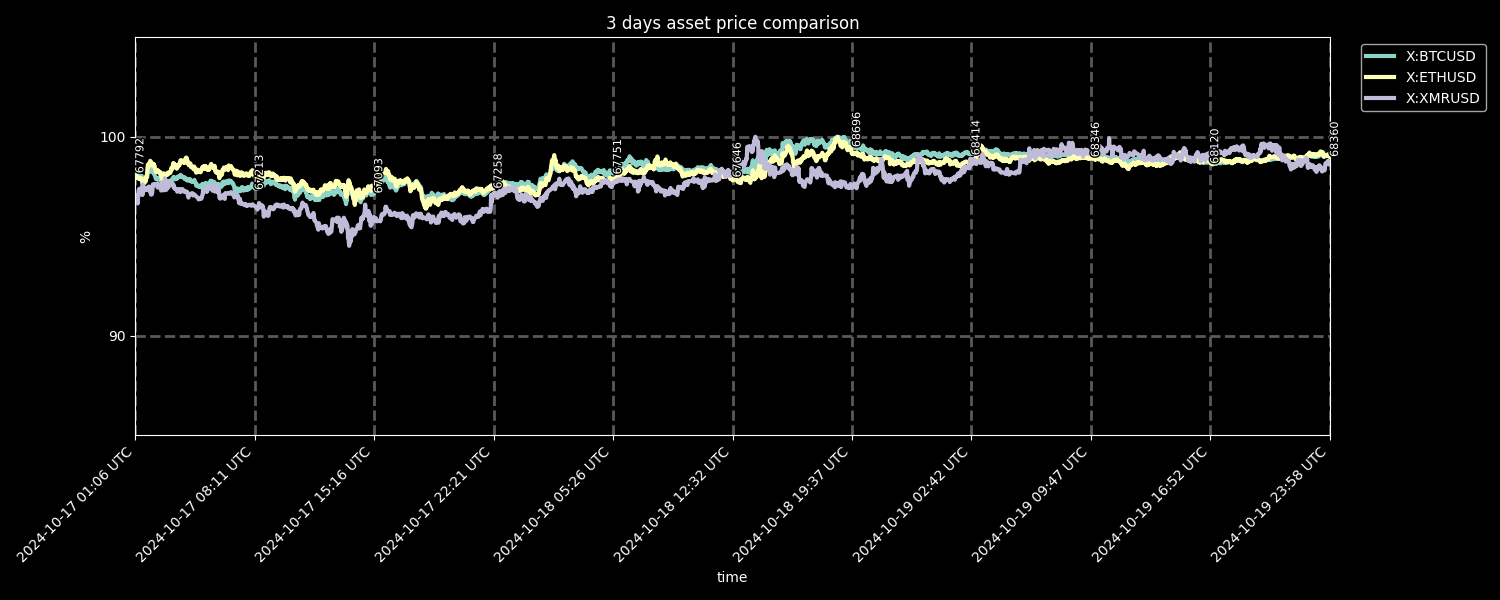 3 days asset price comparison
X:BTCUSD
X:ETHUSD
X:XMRUSD
100
90
%
67792
67213
67093
67258
67751
67646
68696
68414
68346
68120
68360
2024-10-17 01:06 UTC
2024-10-17 08:11 UTC
2024-10-17 15:16 UTC
2024-10-17 22:21 UTC
2024-10-18 05:26 UTC
2024-10-18 12:32 UTC
2024-10-18 19:37 UTC
2024-10-19 02:42 UTC
2024-10-19 09:47 UTC
2024-10-19 16:52 UTC
2024-10-19 23:58 UTC
time